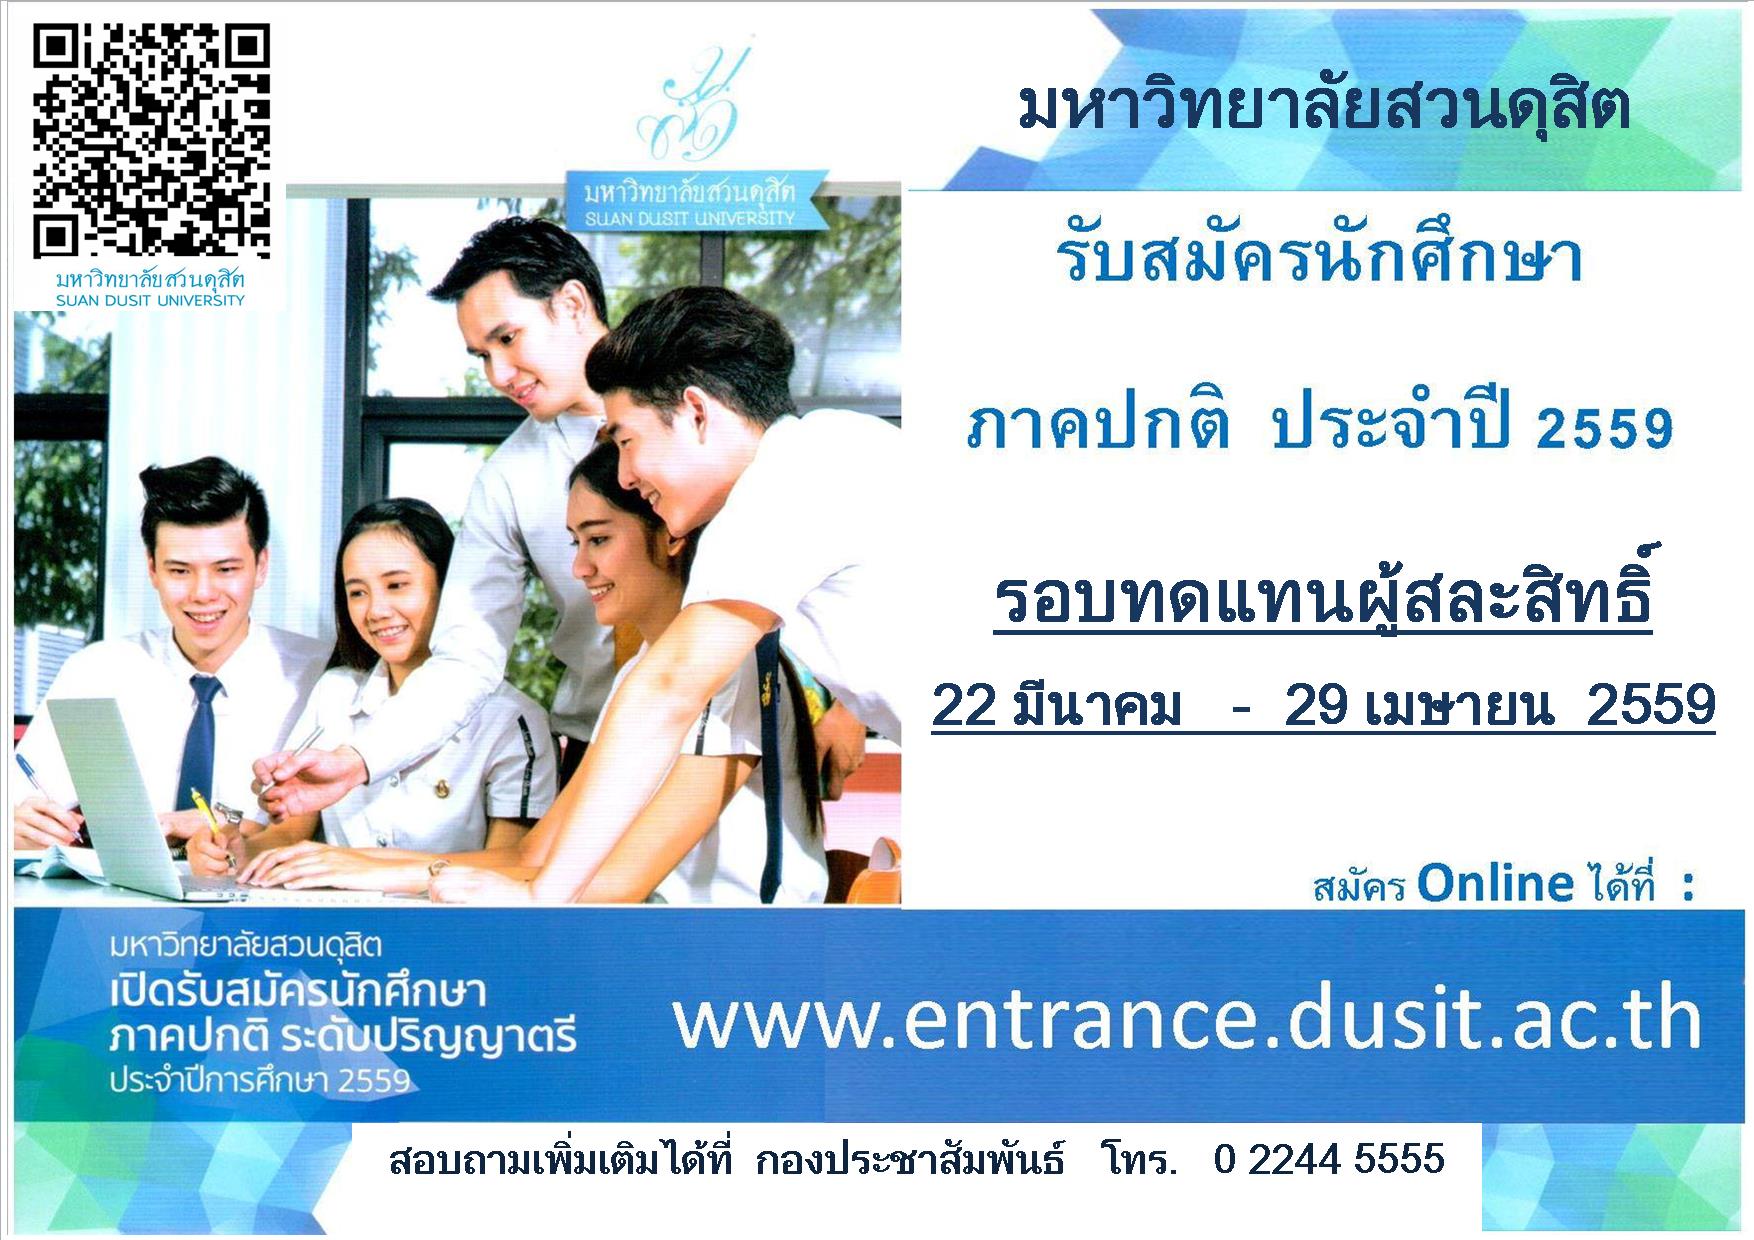 มหาวิทยาลัยสวนดุสิต
SUAN DUSIT UNIVERSITY
ม.
สด
มหาวิทยาลัยสวนดุสิต
SUAN DUSIT UNIVERSITY
มหาวิทยาลัยสวนดุสิต
รับสมัครนักศึกษา
ภาคปกติ ประจำปี 2559
รอบทดแทนผู้สละสิทธิ์
22 มีนาคม - 29 เมษายน 2559
สมัคร Online ได้ที่ :
www.entrance.dusit.ac.th
มหาวิทยาลัยสวนดุสิต
เปิดรับสมัครนักศึกษา
ภาคปกติ ระดับปริญญาตรี
ประจำปีการศึกษา 2559
สอบถามเพิ่มเติมได้ที่ กองประชาสัมพันธ์ โทร. 0 2244 5555